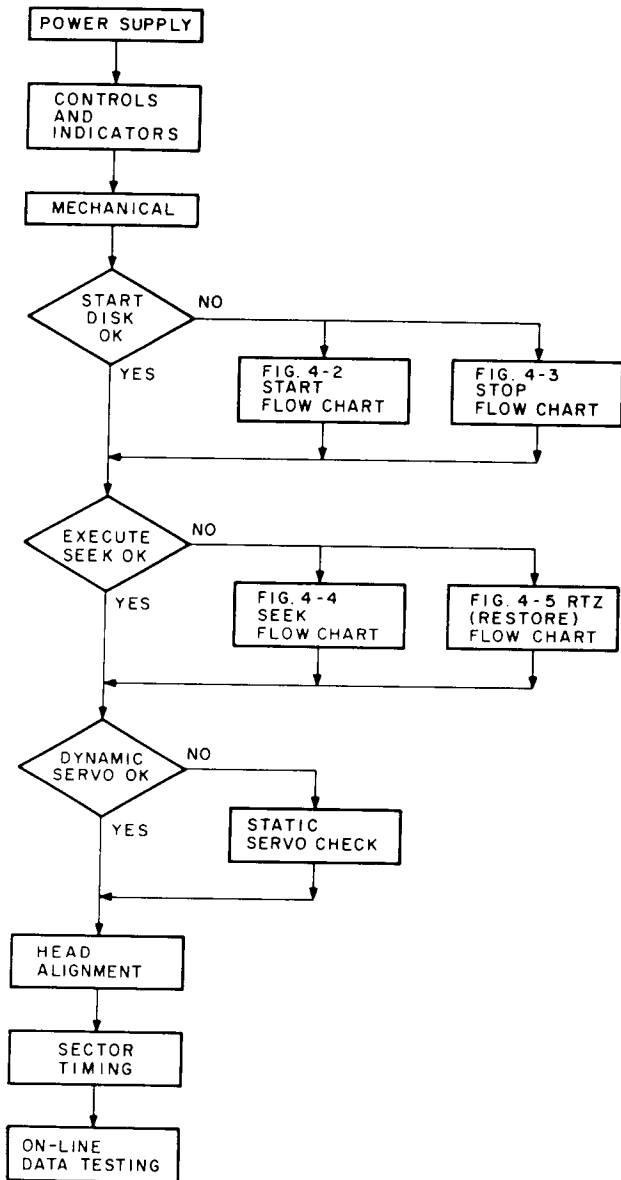 POWER SUPPLY
CONTROLS
AND
INDICATORS
MECHANICAL
START
DISK
OK
NO
YES
FIG. 4-2
START
FLOW CHART
FIG. 4-3
STOP
FLOW CHART
EXECUTE
SEEK OK
NO
YES
FIG. 4-4
SEEK
FLOW CHART
FIG. 4-5 RTZ
(RESTORE)
FLOW CHART
DYNAMIC
SERVO OK
NO
YES
STATIC
SERVO CHECK
HEAD
ALIGNMENT
SECTOR
TIMING
ON-LINE
DATA TESTING